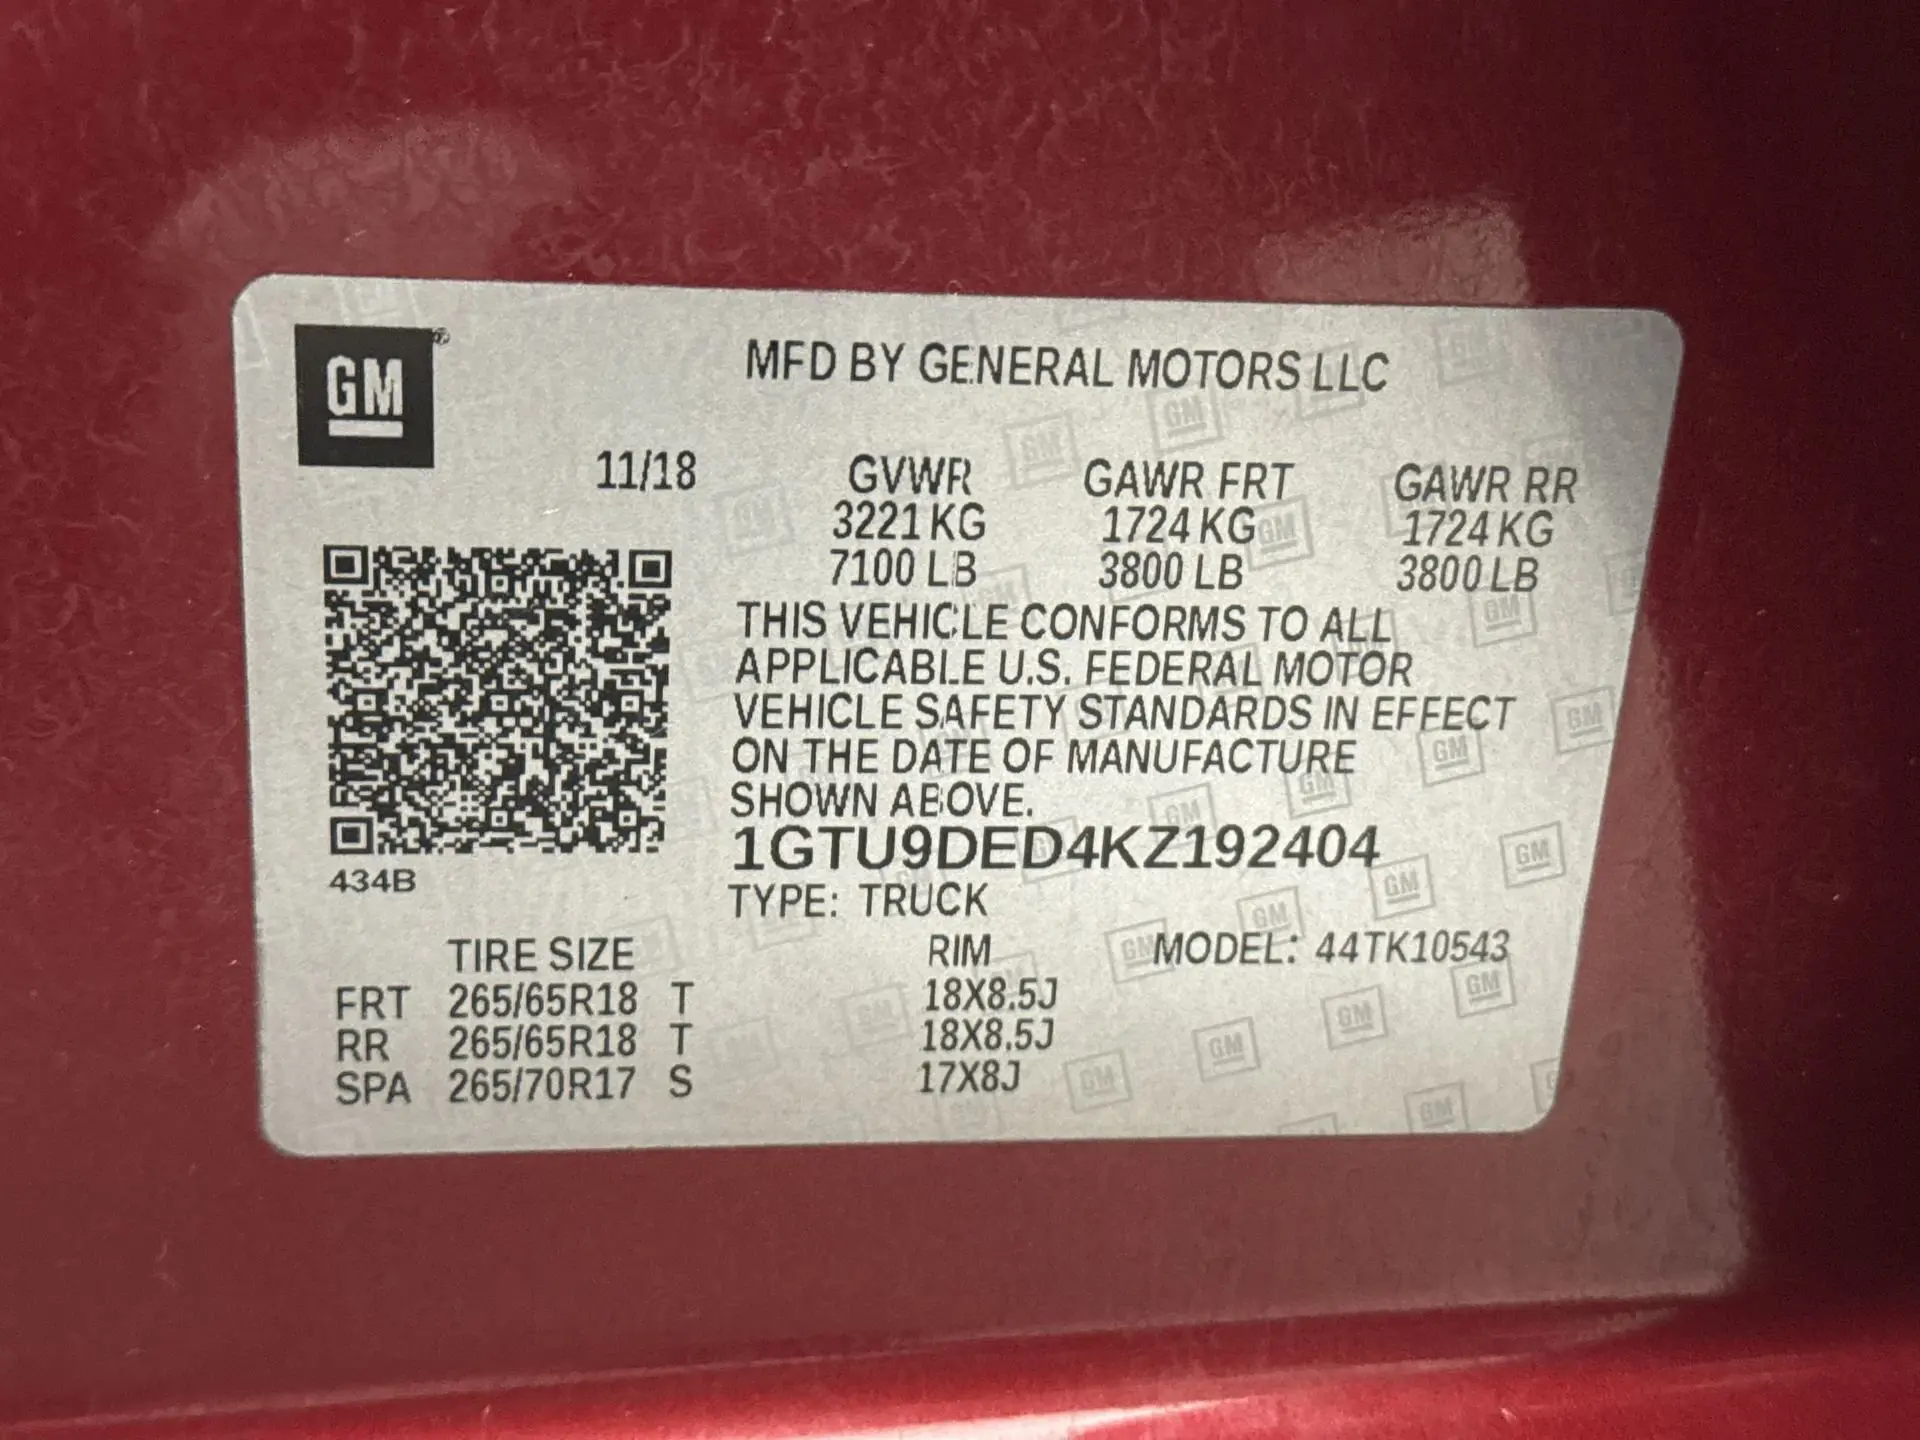 GM
MFD BY GENERAL MOTORS LLC
11/18 GVWR GAWR FRT GAWR RR
3221 KG 1724 KG 1724 KG
7100 LB 3800 LB 3800 LB
THIS VEHICLE CONFORMS TO ALL
APPLICABLE U.S. FEDERAL MOTOR
VEHICLE SAFETY STANDARDS IN EFFECT
ON THE DATE OF MANUFACTURE
SHOWN ABOVE.
1GTU9DED4KZ192404
434B
TYPE: TRUCK
TIRE SIZE RIM MODEL: 44TK10543
FRT 265/65R18 T 18X8.5J
RR 265/65R18 T 18X8.5J
SPA 265/70R17 S 17X8J